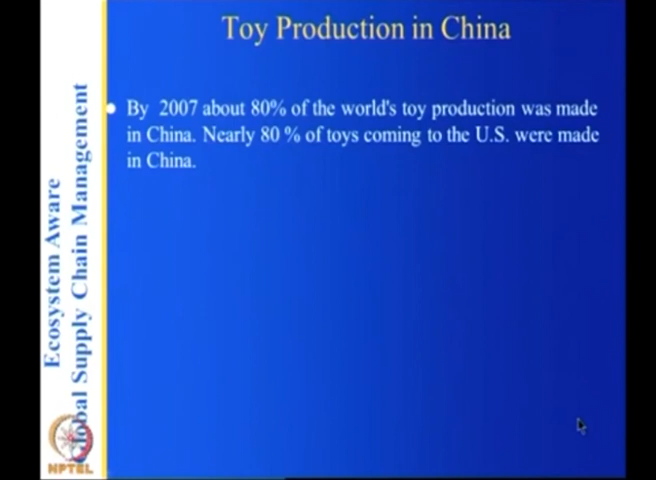 Toy Production in China
By 2007 about 80% of the world's toy production was made
in China. Nearly 80 % of toys coming to the U.S. were made
in China.
Ecosystem Aware
Global Supply Chain Management
NPTEL